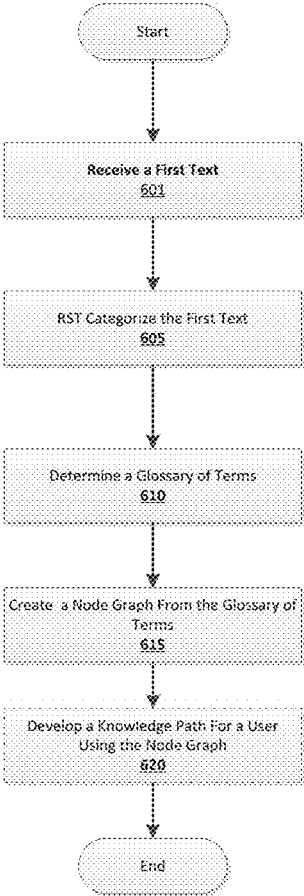 Start
Receive a First Text
601
RST Categorize the First Text
605
Determine a Glossary of Terms
610
Create a Node Graph From the Glossary of
Terms
615
Develop a Knowledge Path For a User
Using the Node Graph
620
End